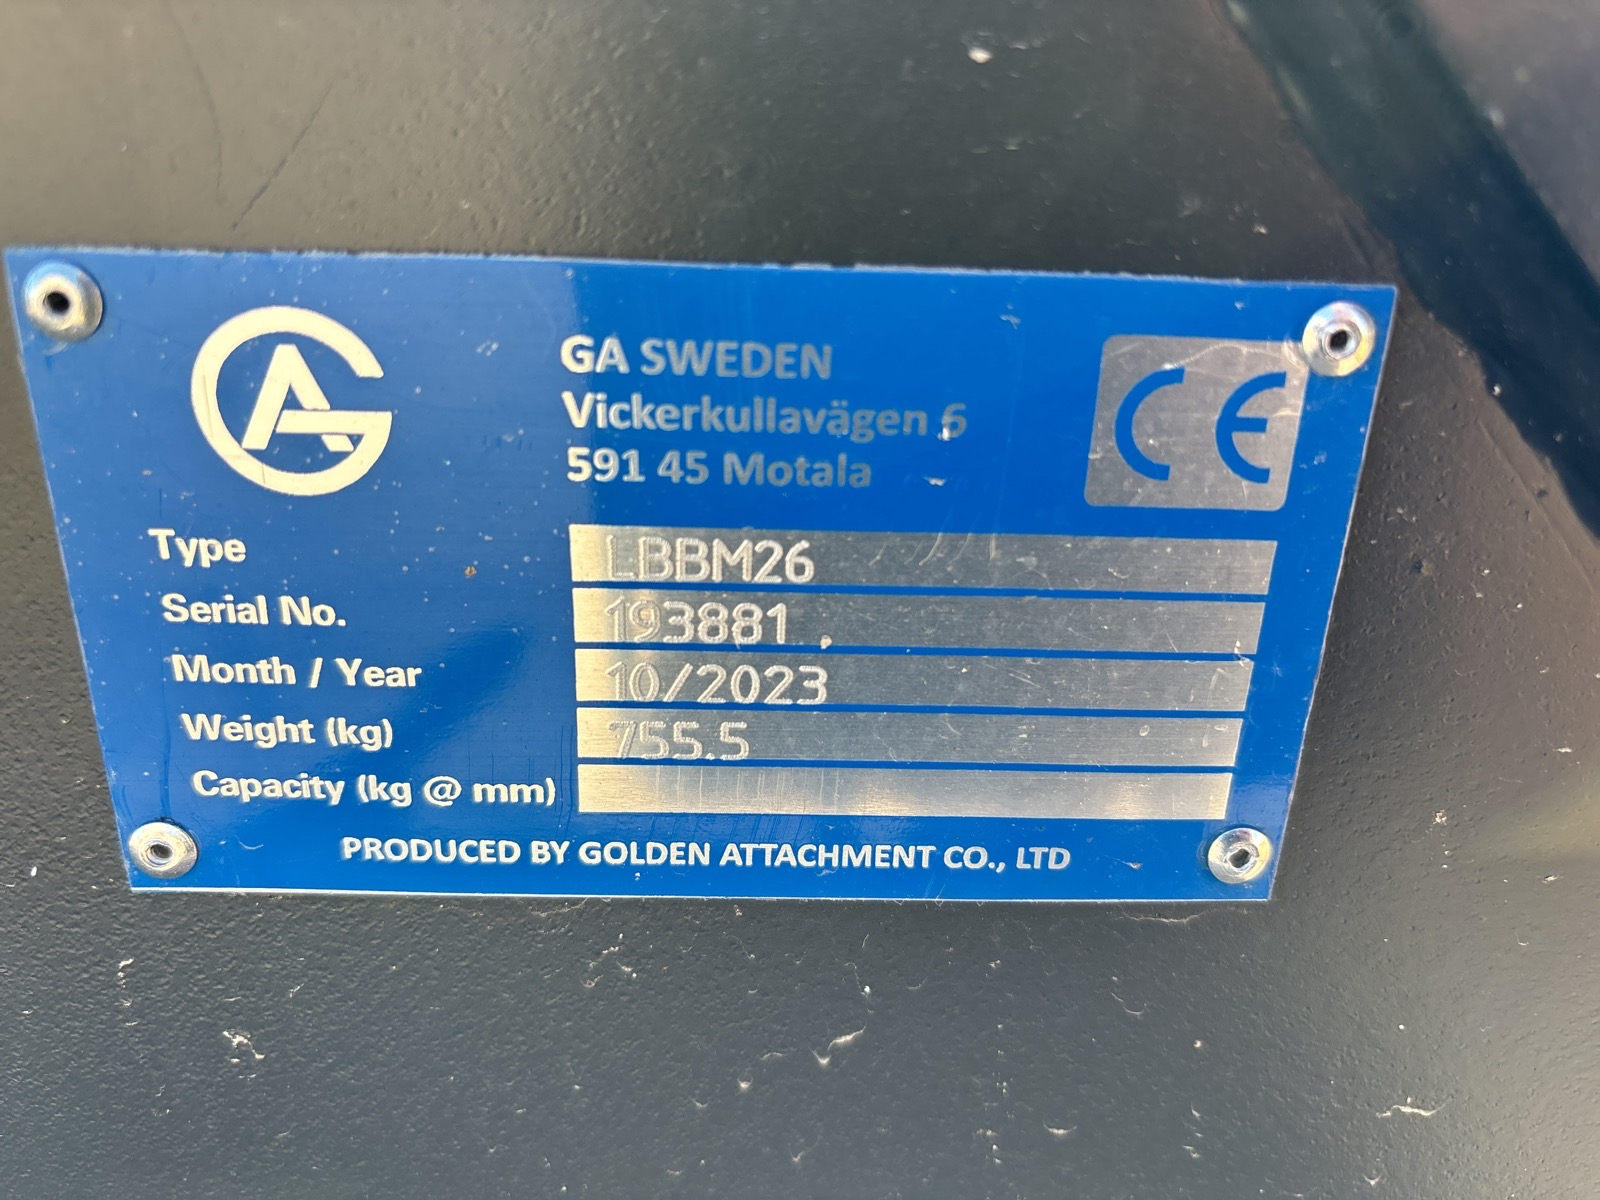 GA
GA SWEDEN
Vickerkullavägen 6
591 45 Motala
CE
Type LBBM26
Serial No. 193881
Month / Year 10/2023
Weight (kg) 755.5
Capacity (kg @ mm)
PRODUCED BY GOLDEN ATTACHMENT CO., LTD